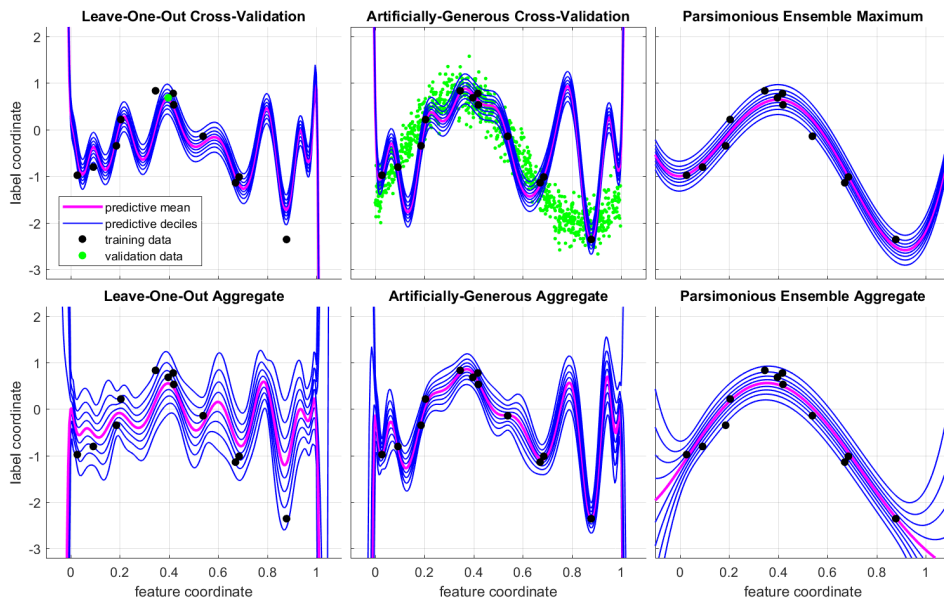 Leave-One-Out Cross-Validation
Artificially-Generous Cross-Validation
Parsimonious Ensemble Maximum
2
1
0
-1
-2
-3
label coordinate
predictive mean
predictive deciles
training data
validation data
Leave-One-Out Aggregate
Artificially-Generous Aggregate
Parsimonious Ensemble Aggregate
2
1
0
-1
-2
-3
label coordinate
0 0.2 0.4 0.6 0.8 1
0 0.2 0.4 0.6 0.8 1
0 0.2 0.4 0.6 0.8 1
feature coordinate
feature coordinate
feature coordinate